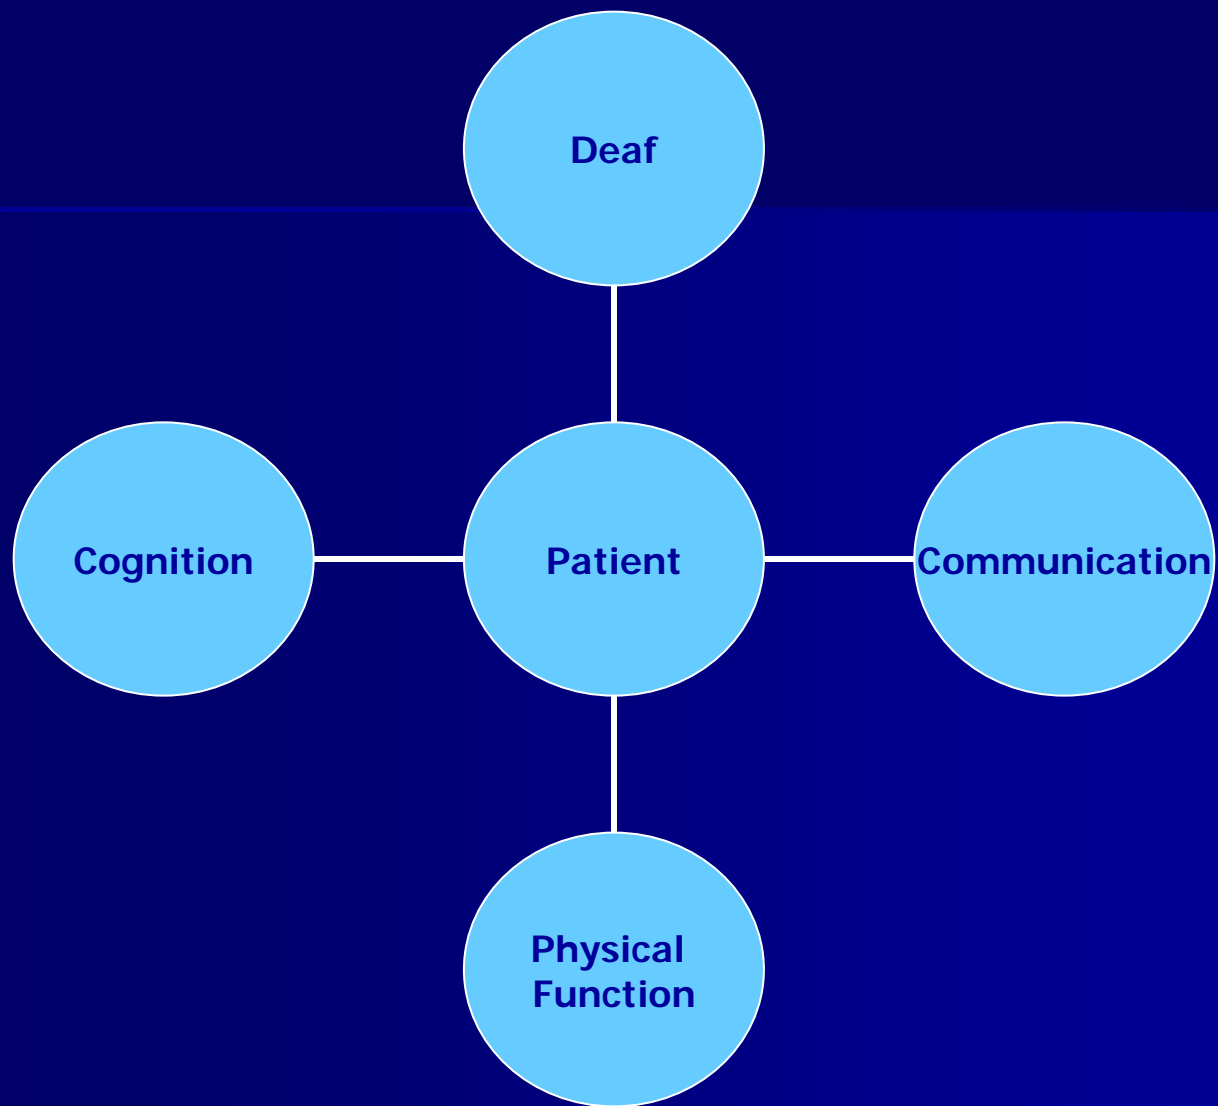 Deaf
Cognition
Patient
Communication
Physical
Function